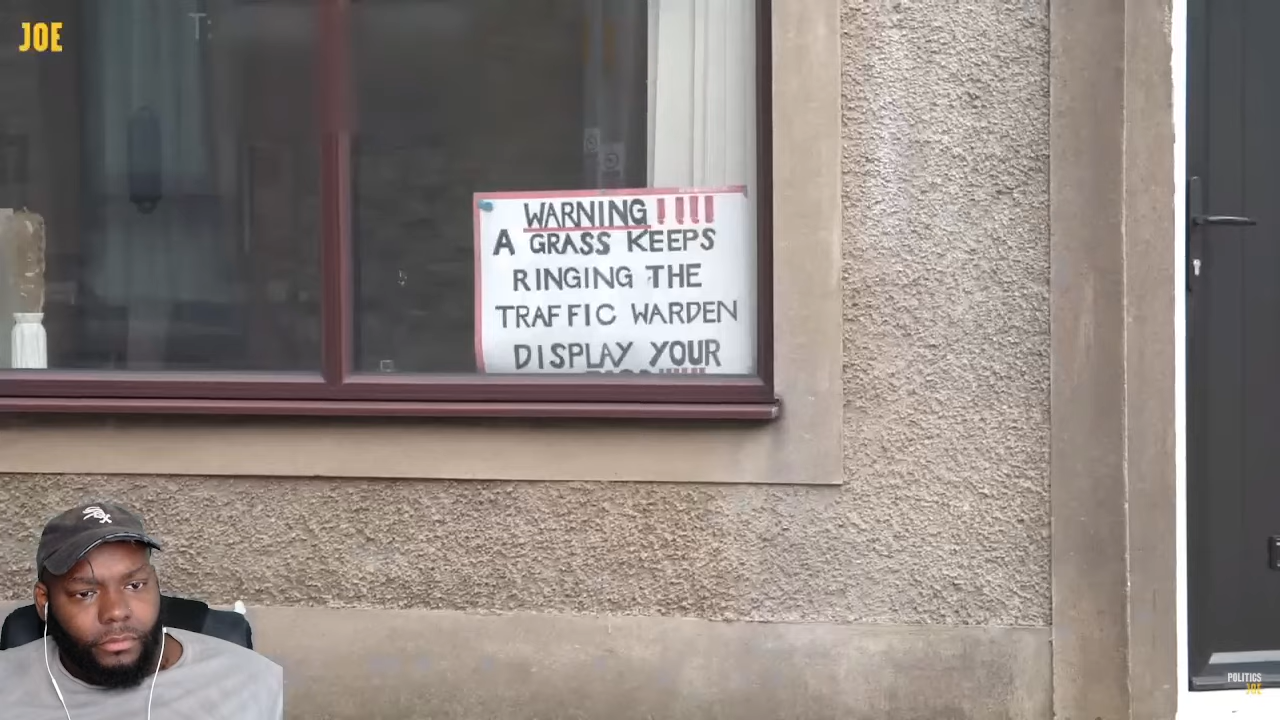 JOE
WARNING!!!!
A GRASS KEEPS
RINGING THE
TRAFFIC WARDEN
DISPLAY YOUR
POLITICS
JOE